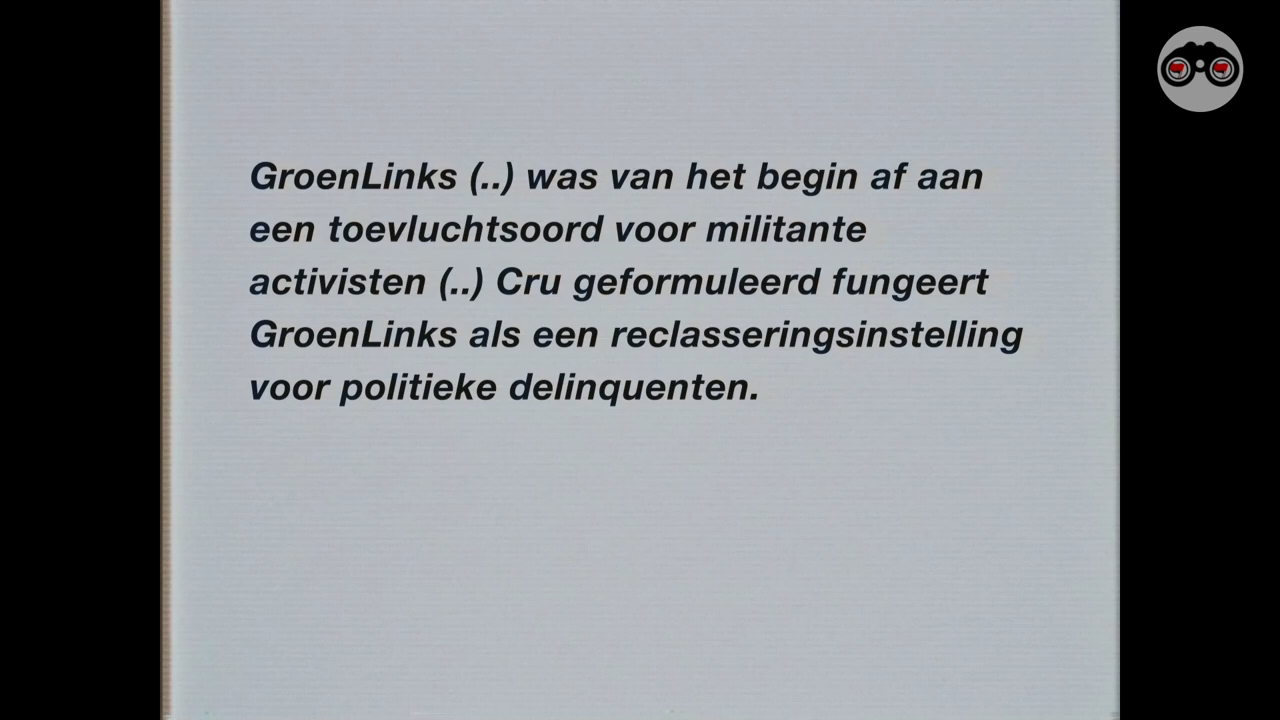 GroenLinks (..) was van het begin af aan
een toevluchtsoord voor militante
activisten (..) Cru geformuleerd fungeert
GroenLinks als een reclasseringsinstelling
voor politieke delinquenten.